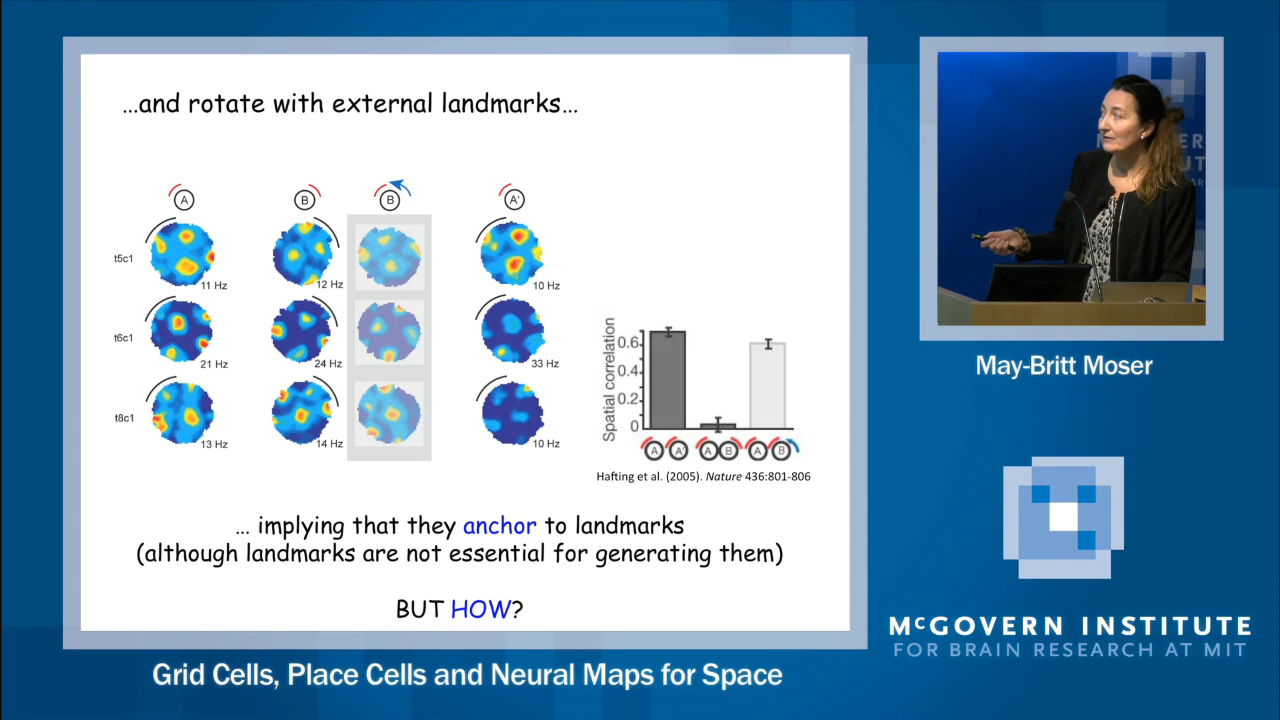 …and rotate with external landmarks…
A
B
B
A'
t5c1
11 Hz
12 Hz
10 Hz
t6c1
21 Hz
24 Hz
33 Hz
t8c1
13 Hz
14 Hz
10 Hz
Spatial correlation
0.6
0.4
0.2
0
A A' A B A B
Hafting et al. (2005). Nature 436:801-806
… implying that they anchor to landmarks
(although landmarks are not essential for generating them)
BUT HOW?
May-Britt Moser
McGOVERN INSTITUTE
FOR BRAIN RESEARCH AT MIT
Grid Cells, Place Cells and Neural Maps for Space